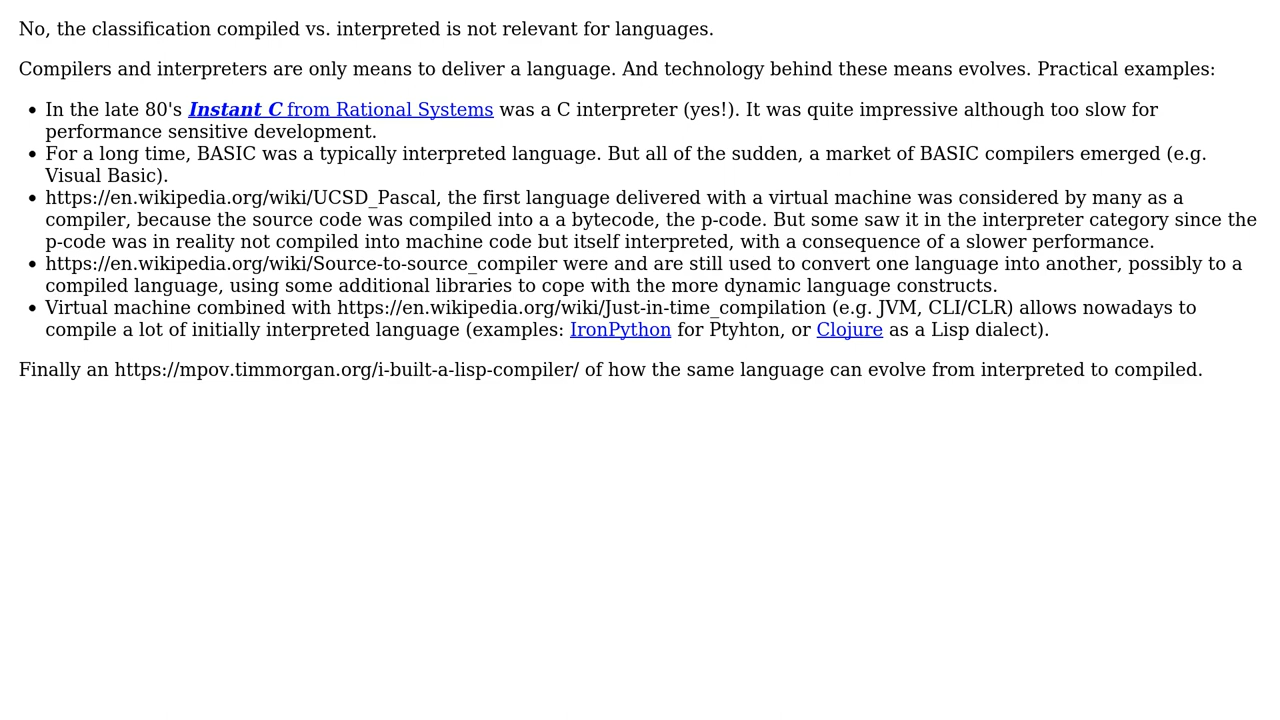 No, the classification compiled vs. interpreted is not relevant for languages.
Compilers and interpreters are only means to deliver a language. And technology behind these means evolves. Practical examples:
• In the late 80's Instant C from Rational Systems was a C interpreter (yes!). It was quite impressive although too slow for
performance sensitive development.
• For a long time, BASIC was a typically interpreted language. But all of the sudden, a market of BASIC compilers emerged (e.g.
Visual Basic).
• https://en.wikipedia.org/wiki/UCSD_Pascal, the first language delivered with a virtual machine was considered by many as a
compiler, because the source code was compiled into a a bytecode, the p-code. But some saw it in the interpreter category since the
p-code was in reality not compiled into machine code but itself interpreted, with a consequence of a slower performance.
• https://en.wikipedia.org/wiki/Source-to-source_compiler were and are still used to convert one language into another, possibly to a
compiled language, using some additional libraries to cope with the more dynamic language constructs.
• Virtual machine combined with https://en.wikipedia.org/wiki/Just-in-time_compilation (e.g. JVM, CLI/CLR) allows nowadays to
compile a lot of initially interpreted language (examples: IronPython for Ptyhton, or Clojure as a Lisp dialect).
Finally an https://mpov.timmorgan.org/i-built-a-lisp-compiler/ of how the same language can evolve from interpreted to compiled.